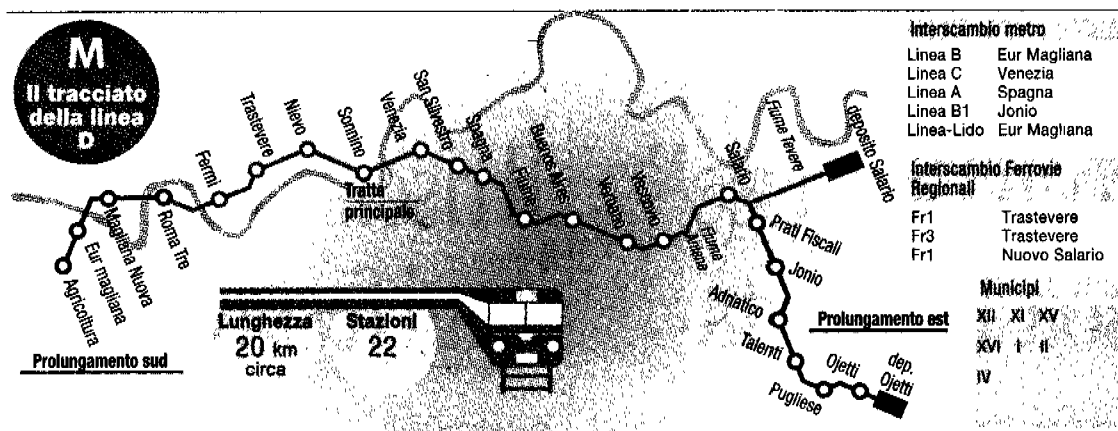 M
Il tracciato
della linea
D
Agricoltura
Eur magliana
Magliana Nuova
Roma Tre
Fermi
Trastevere
Nievo
Sonnino
Venezia
San Silvestro
Spagna
Fiume
Buenos Aires
Verbano
Vescovio
Fiume
Aniene
Salario
Fiume Tevere
deposito Salario
Prati Fiscali
Jonio
Adriatico
Talenti
Pugliese
Ojetti
dep.
Ojetti
Tratta
principale
Prolungamento sud
Prolungamento est
Lunghezza
20 km
circa
Stazioni
22
Interscambio metro
Linea B Eur Magliana
Linea C Venezia
Linea A Spagna
Linea B1 Jonio
Linea-Lido Eur Magliana
Interscambio Ferrovie
Regionali
Fr1 Trastevere
Fr3 Trastevere
Fr1 Nuovo Salario
Municipi
XII XI XV
XVI I II
IV